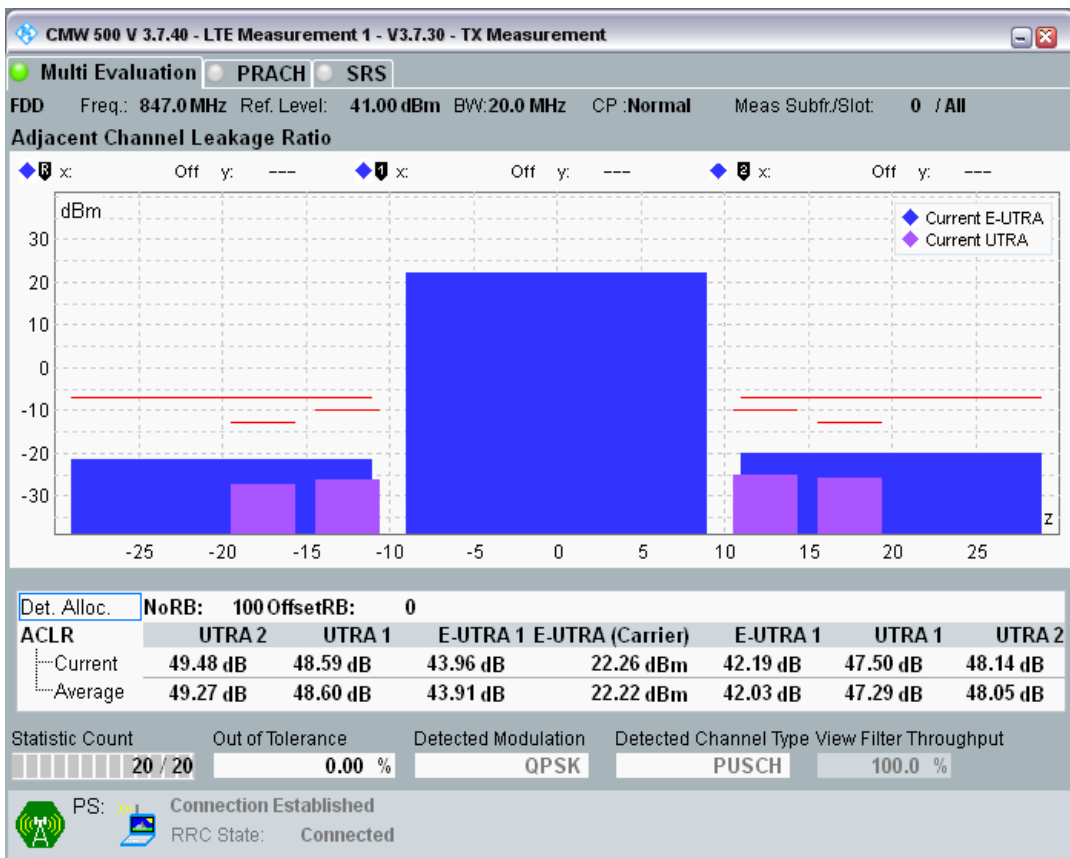 CMW 500 V 3.7.40 - LTE Measurement 1 - V3.7.30 - TX Measurement
Multi Evaluation PRACH SRS
FDD Freq.: 847.0 MHz Ref. Level: 41.00 dBm BW:20.0 MHz CP :Normal Meas Subfr./Slot: 0 / All
Adjacent Channel Leakage Ratio
R x: Off y: --- 1 x: Off y: --- 2 x: Off y: ---
dBm
Current E-UTRA
Current UTRA
30
20
10
0
-10
-20
-30
z
-25 -20 -15 -10 -5 0 5 10 15 20 25
Det. Alloc. NoRB: 100 OffsetRB: 0
ACLR UTRA 2 UTRA 1 E-UTRA 1 E-UTRA (Carrier) E-UTRA 1 UTRA 1 UTRA 2
Current 49.48 dB 48.59 dB 43.96 dB 22.26 dBm 42.19 dB 47.50 dB 48.14 dB
Average 49.27 dB 48.60 dB 43.91 dB 22.22 dBm 42.03 dB 47.29 dB 48.05 dB
Statistic Count Out of Tolerance Detected Modulation Detected Channel Type View Filter Throughput
20 / 20 0.00 % QPSK PUSCH 100.0 %
PS: Connection Established
RRC State: Connected